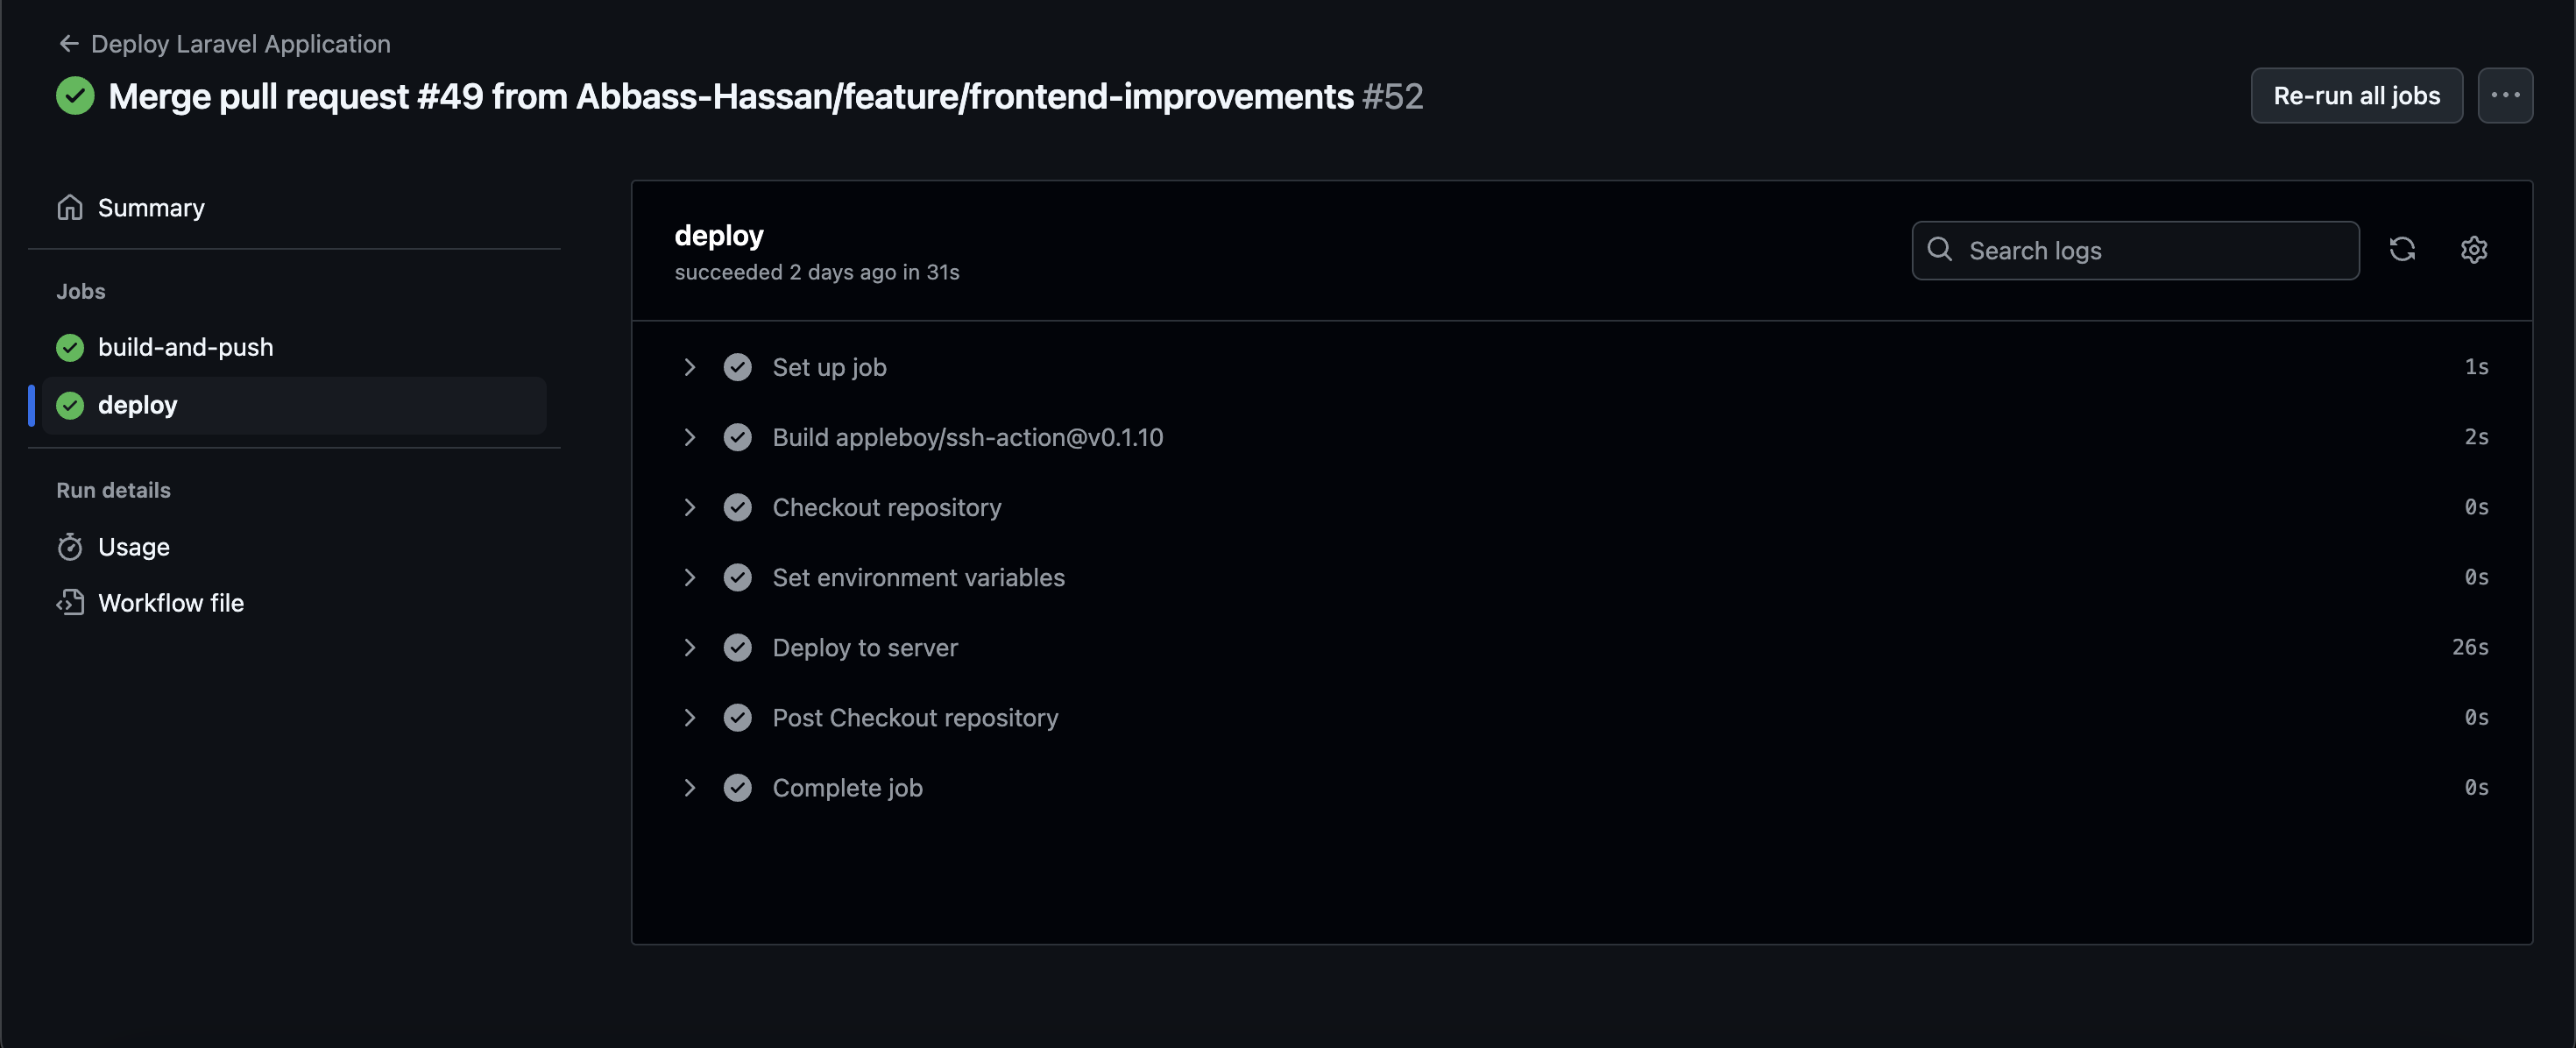 Deploy Laravel Application
Merge pull request #49 from Abbass-Hassan/feature/frontend-improvements #52
Re-run all jobs
Summary
Jobs
build-and-push
deploy
Run details
Usage
Workflow file
deploy
succeeded 2 days ago in 31s
Search logs
Set up job 1s
Build appleboy/ssh-action@v0.1.10 2s
Checkout repository 0s
Set environment variables 0s
Deploy to server 26s
Post Checkout repository 0s
Complete job 0s